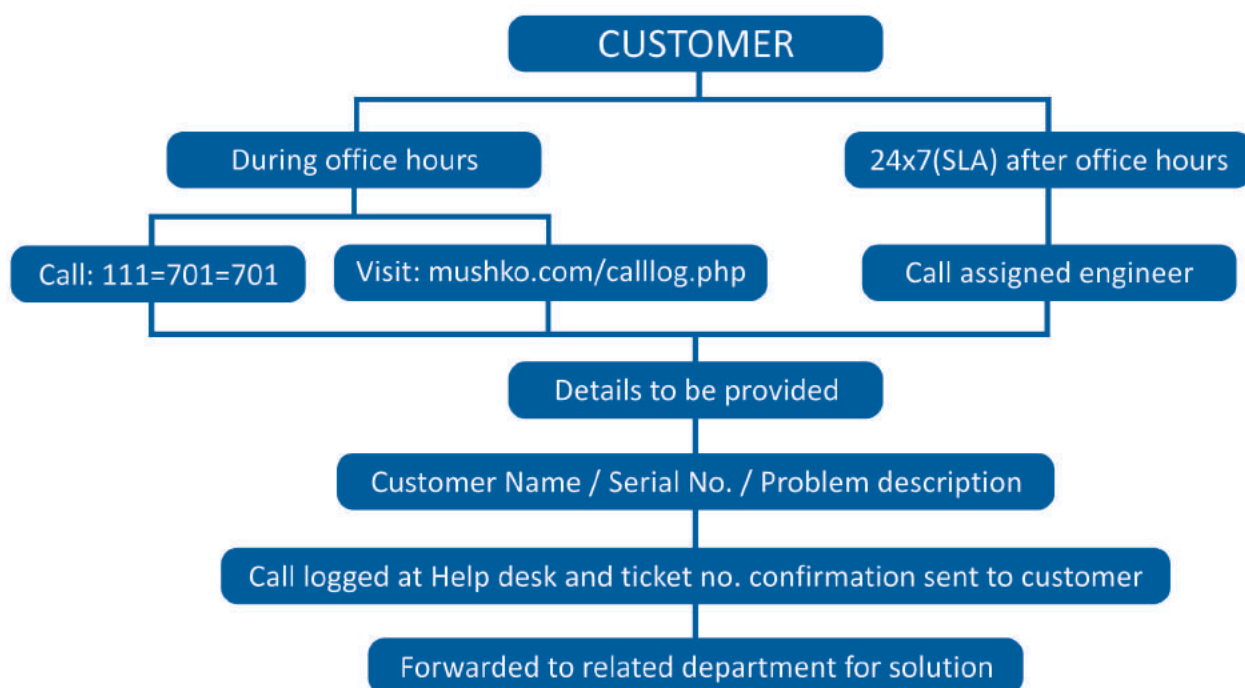 CUSTOMER
During office hours
24x7(SLA) after office hours
Call: 111=701=701
Visit: mushko.com/calllog.php
Call assigned engineer
Details to be provided
Customer Name / Serial No. / Problem description
Call logged at Help desk and ticket no. confirmation sent to customer
Forwarded to related department for solution